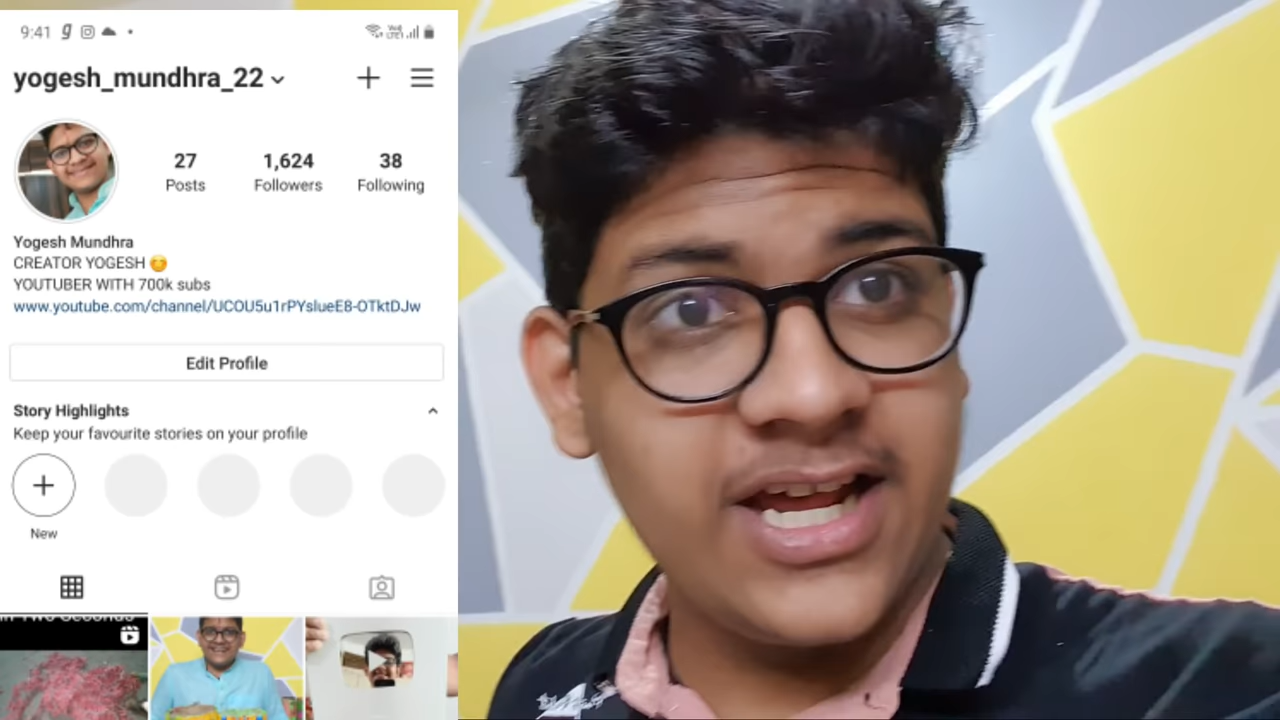 9:41
yogesh_mundhra_22
27
1,624
38
Posts
Followers
Following
Yogesh Mundhra
CREATOR YOGESH 😊
YOUTUBER WITH 700k subs
www.youtube.com/channel/UCOU5u1rPYslueE8-OTktDJw
Edit Profile
Story Highlights
Keep your favourite stories on your profile
New